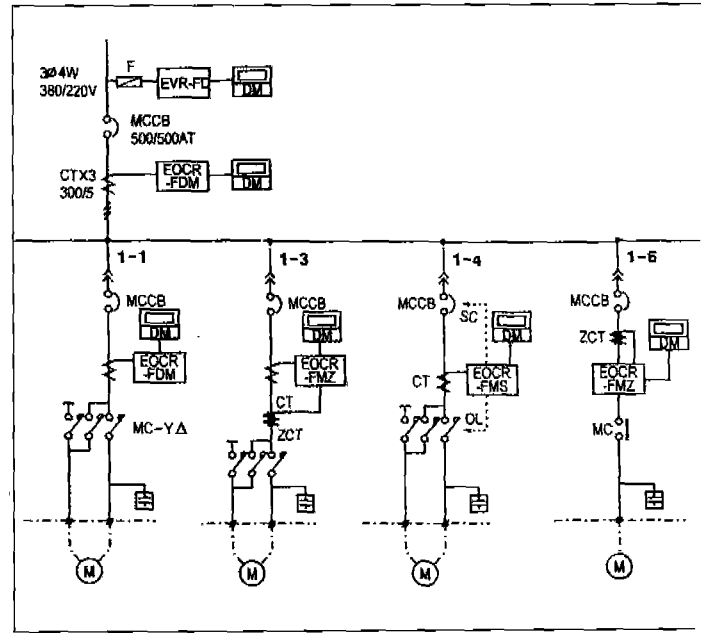 3Ø4W
380/220V
F
EVR-FD
DM
MCCB
500/500AT
CTX3
300/5
EOCR
-FDM
DM
1-1
1-3
1-4
1-6
MCCB
MCCB
MCCB
MCCB
SC
ZCT
DM
DM
DM
DM
EOCR
-FDM
EOCR
-FMZ
CT
EOCR
-FMS
EOCR
-FMZ
CT
ZCT
OL
MC-YΔ
MC
M
M
M
M